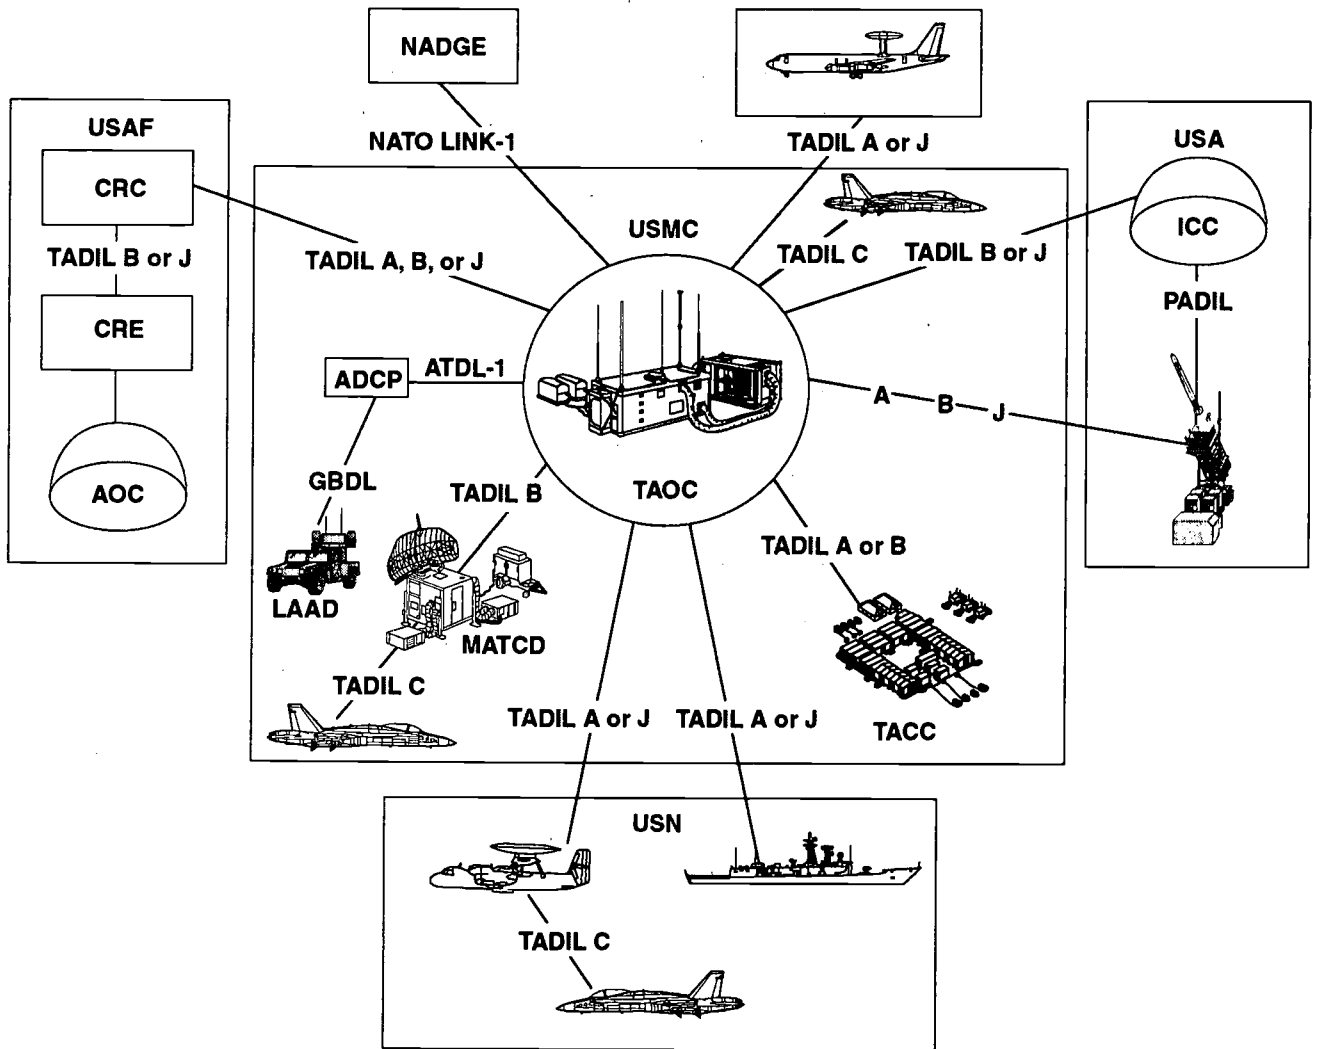 NADGE
USAF
NATO LINK-1
TADIL A or J
USA
CRC
TADIL B or J
CRE
AOC
TADIL A, B, or J
USMC
TADIL C
TADIL B or J
ICC
PADIL
ADCP
ATDL-1
A B J
GBDL
TADIL B
TAOC
TADIL A or B
LAAD
MATCD
TADIL C
TADIL A or J
TADIL A or J
TACC
USN
TADIL C